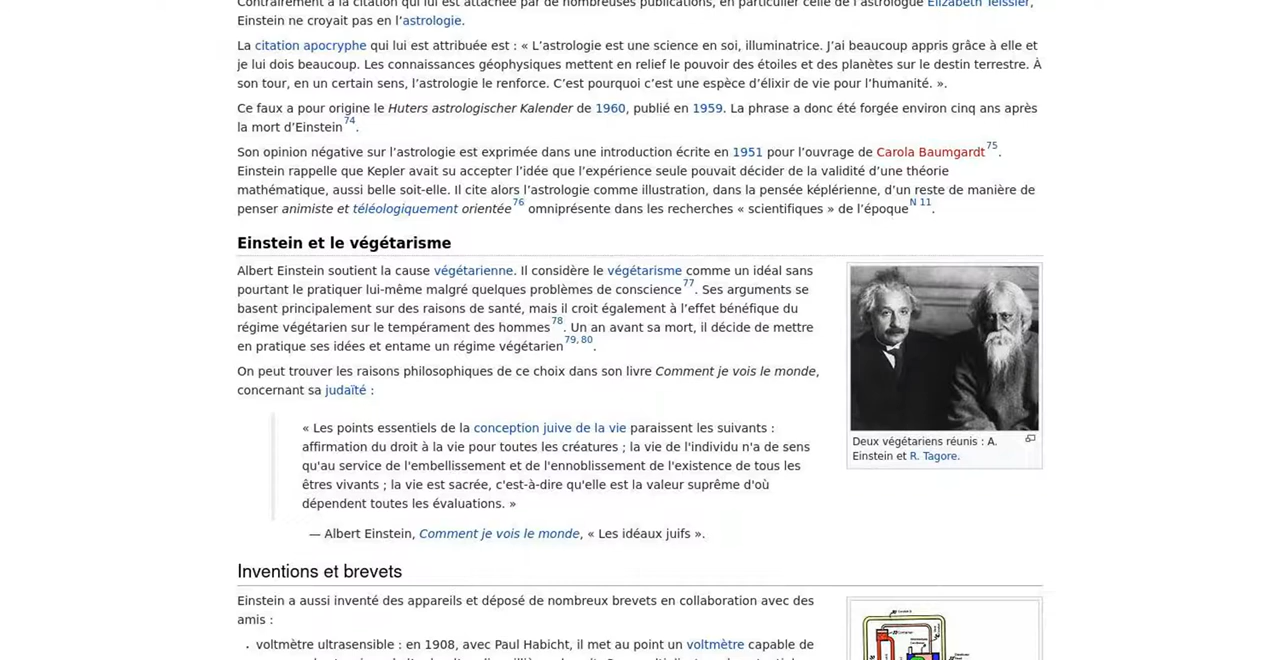 Contrairement à la citation qui lui est attachée par de nombreuses publications, en particulier celle de l’astrologue Elizabeth Teissier,
Einstein ne croyait pas en l’astrologie.
La citation apocryphe qui lui est attribuée est : « L’astrologie est une science en soi, illuminatrice. J’ai beaucoup appris grâce à elle et
je lui dois beaucoup. Les connaissances géophysiques mettent en relief le pouvoir des étoiles et des planètes sur le destin terrestre. À
son tour, en un certain sens, l’astrologie le renforce. C’est pourquoi c’est une espèce d’élixir de vie pour l’humanité. ».
Ce faux a pour origine le Huters astrologischer Kalender de 1960, publié en 1959. La phrase a donc été forgée environ cinq ans après
la mort d’Einstein 74.
Son opinion négative sur l’astrologie est exprimée dans une introduction écrite en 1951 pour l’ouvrage de Carola Baumgardt 75.
Einstein rappelle que Kepler avait su accepter l’idée que l’expérience seule pouvait décider de la validité d’une théorie
mathématique, aussi belle soit-elle. Il cite alors l’astrologie comme illustration, dans la pensée képlérienne, d’un reste de manière de
penser animiste et téléologiquement orientée 76 omniprésente dans les recherches « scientifiques » de l’époque N 11.
Einstein et le végétarisme
Albert Einstein soutient la cause végétarienne. Il considère le végétarisme comme un idéal sans
pourtant le pratiquer lui-même malgré quelques problèmes de conscience 77. Ses arguments se
basent principalement sur des raisons de santé, mais il croit également à l’effet bénéfique du
régime végétarien sur le tempérament des hommes 78. Un an avant sa mort, il décide de mettre
en pratique ses idées et entame un régime végétarien 79, 80.
On peut trouver les raisons philosophiques de ce choix dans son livre Comment je vois le monde,
concernant sa judaïté :
« Les points essentiels de la conception juive de la vie paraissent les suivants :
affirmation du droit à la vie pour toutes les créatures ; la vie de l'individu n'a de sens
qu'au service de l'embellissement et de l'ennoblissement de l'existence de tous les
êtres vivants ; la vie est sacrée, c'est-à-dire qu'elle est la valeur suprême d'où
dépendent toutes les évaluations. »
— Albert Einstein, Comment je vois le monde, « Les idéaux juifs ».
Deux végétariens réunis : A.
Einstein et R. Tagore.
Inventions et brevets
Einstein a aussi inventé des appareils et déposé de nombreux brevets en collaboration avec des
amis :
• voltmètre ultrasensible : en 1908, avec Paul Habicht, il met au point un voltmètre capable de